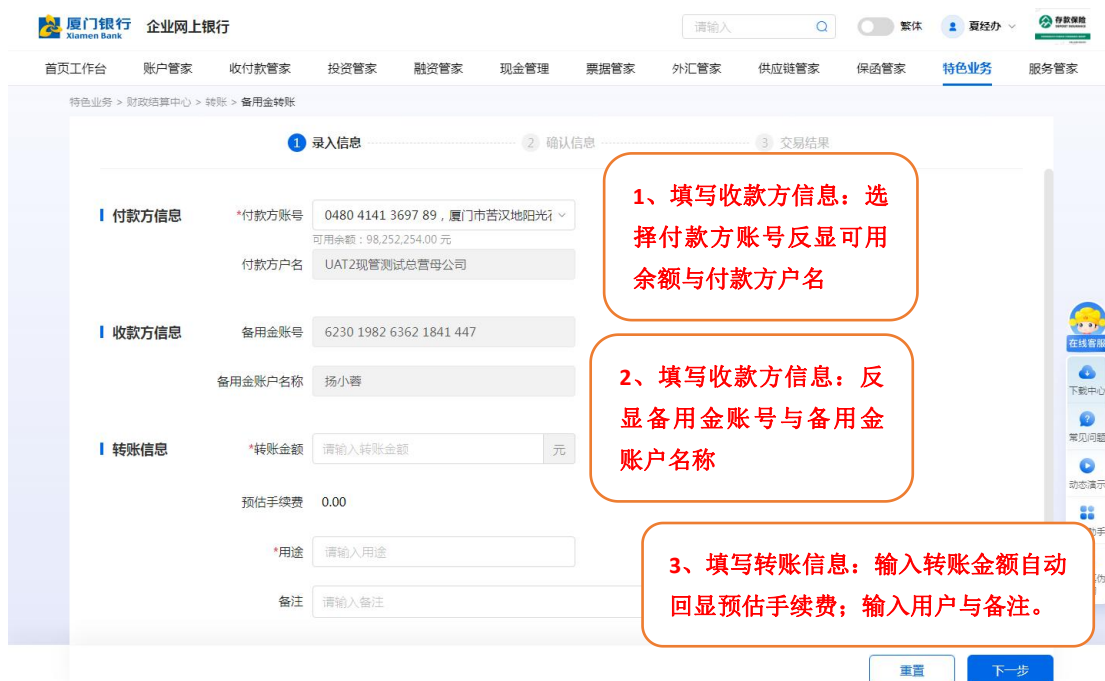 厦门银行 企业网上银行
Xiamen Bank
请输入
繁体
夏经办
存款保险
首页工作台 账户管家 收付款管家 投资管家 融资管家 现金管理 票据管家 外汇管家 供应链管家 保函管家 特色业务 服务管家
特色业务 > 财政结算中心 > 转账 > 备用金转账
1 录入信息 2 确认信息 3 交易结果
付款方信息 *付款方账号 0480 4141 3697 89，厦门市苦汉地阳光
可用余额：98,252,254.00 元
付款方户名 UAT2现管测试总营母公司
1、填写收款方信息：选
择付款方账号反显可用
余额与付款方户名
收款方信息 备用金账号 6230 1982 6362 1841 447
备用金账户名称 扬小蓉
2、填写收款方信息：反
显备用金账号与备用金
账户名称
转账信息 *转账金额 请输入转账金额 元
预估手续费 0.00
*用途 请输入用途
备注 请输入备注
3、填写转账信息：输入转账金额自动
回显预估手续费；输入用户与备注。
在线客服
下载中心
常见问题
动态演示
手
重置 下一步